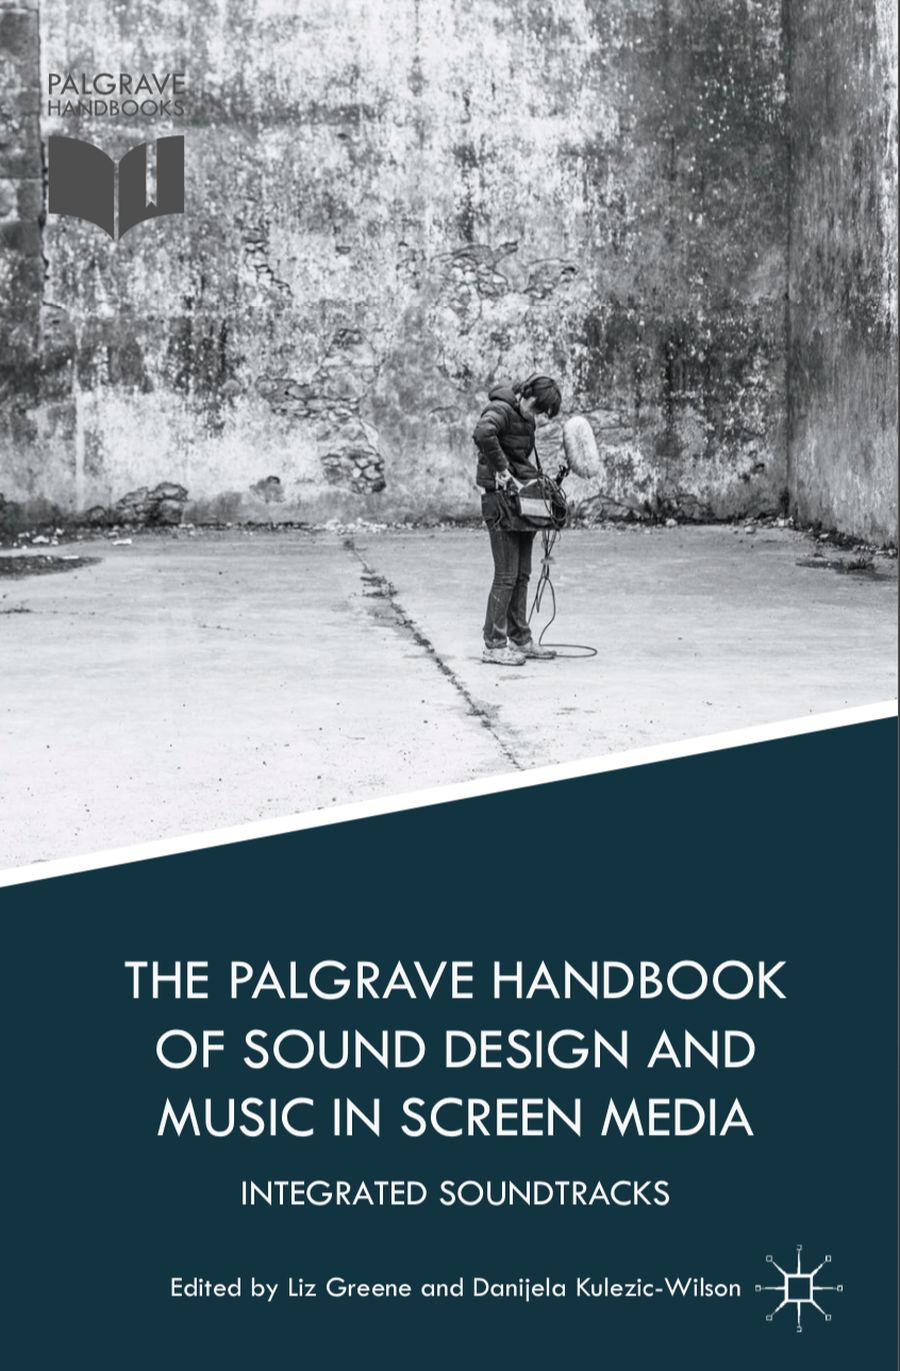 PALGRAVE
HANDBOOKS
THE PALGRAVE HANDBOOK
OF SOUND DESIGN AND
MUSIC IN SCREEN MEDIA
INTEGRATED SOUNDTRACKS
Edited by Liz Greene and Danijela Kulezic-Wilson